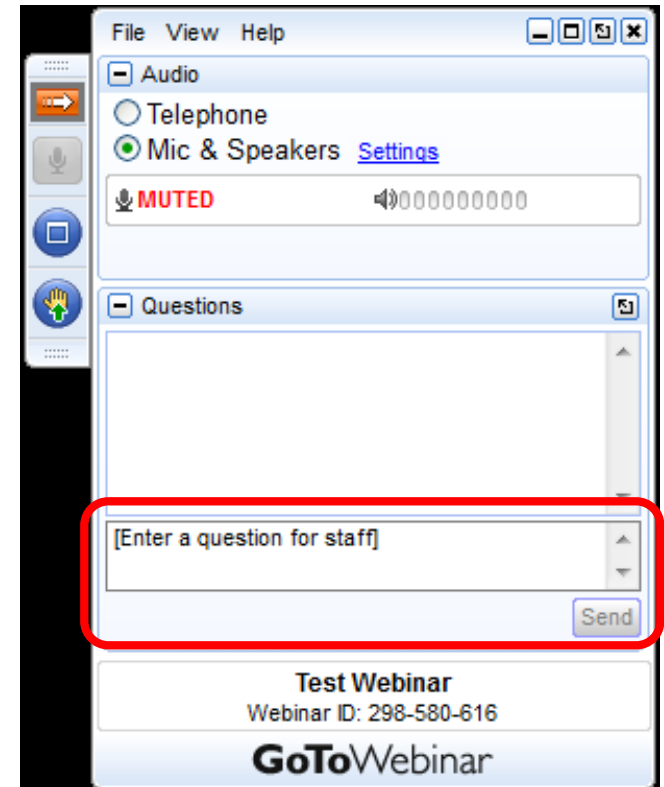 File View Help
Audio
Telephone
Mic & Speakers Settings
MUTED 000000000
Questions
[Enter a question for staff]
Send
Test Webinar
Webinar ID: 298-580-616
GoToWebinar